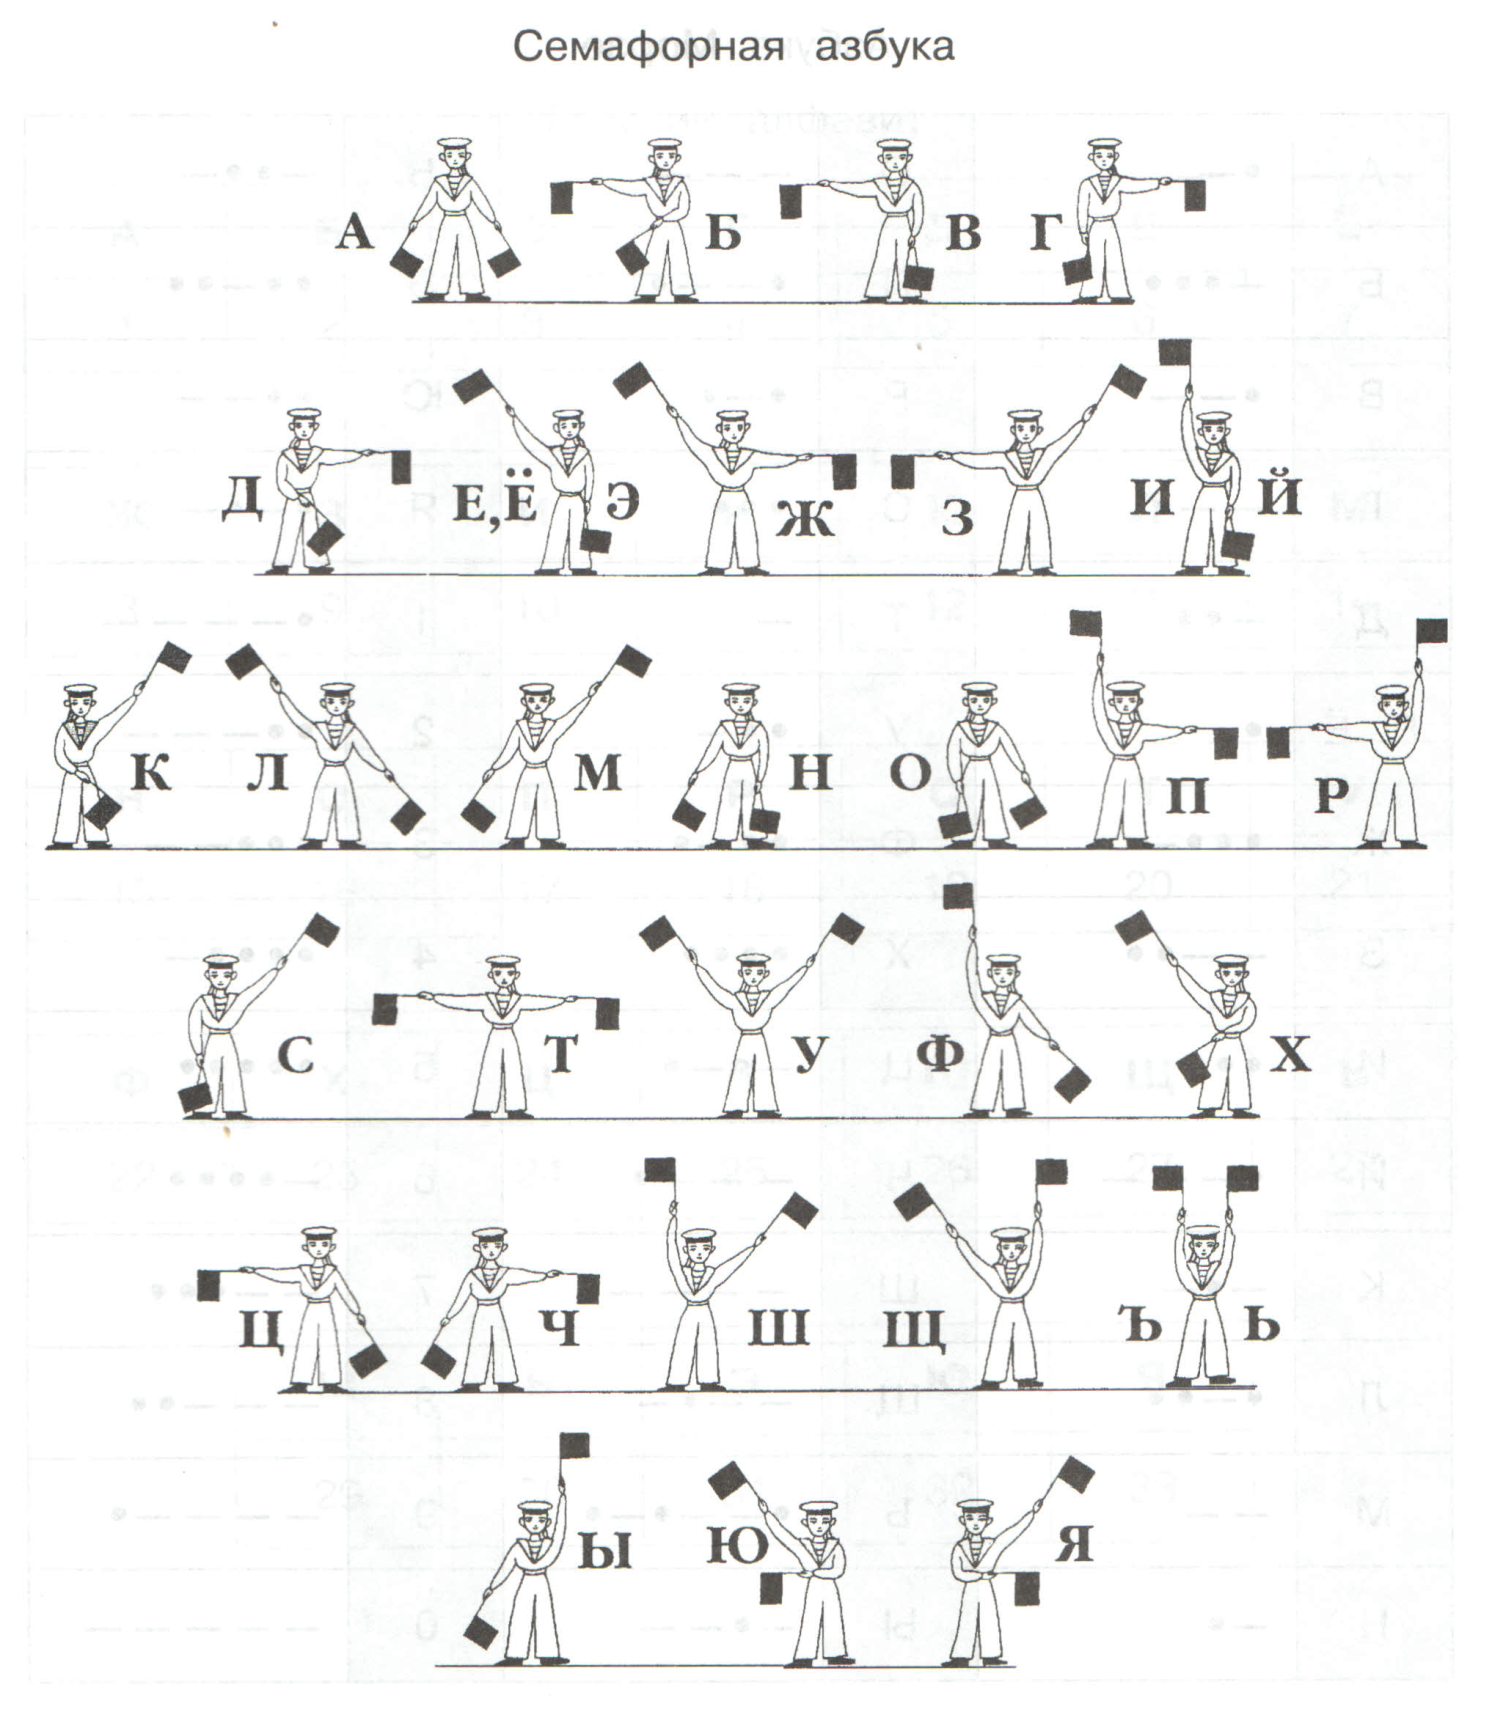 Семафорная азбука
А Б В Г
Д Е,Ё Э Ж З И Й
К Л М Н О П Р
С Т У Ф Х
Ц Ч Ш Щ Ъ Ь
Ы Ю Я